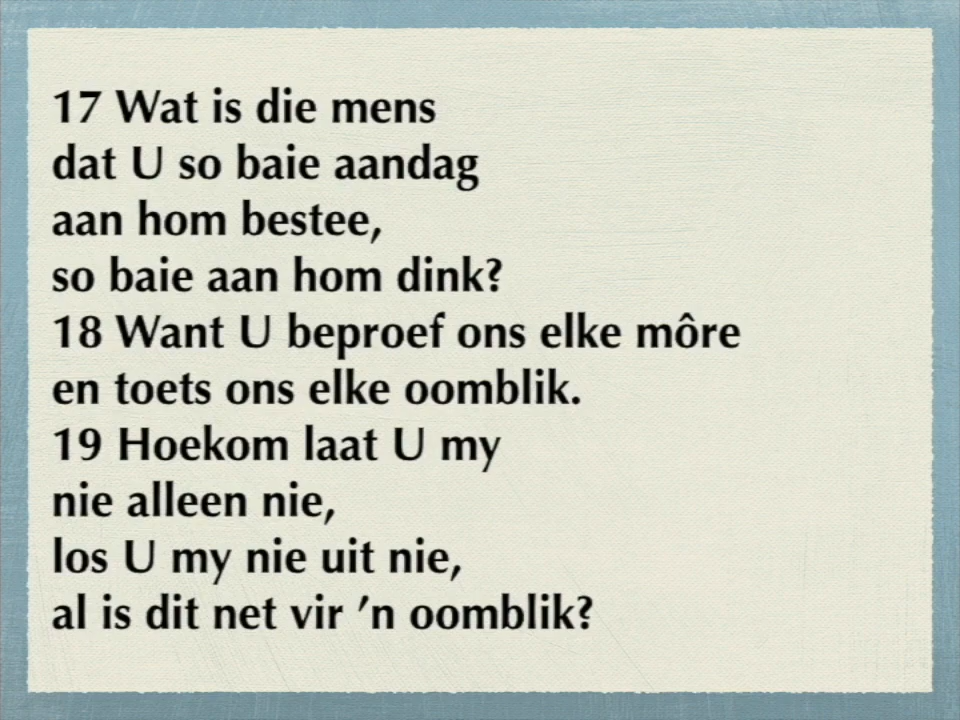 17 Wat is die mens
dat U so baie aandag
aan hom bestee,
so baie aan hom dink?
18 Want U beproef ons elke môre
en toets ons elke oomblik.
19 Hoekom laat U my
nie alleen nie,
los U my nie uit nie,
al is dit net vir ’n oomblik?